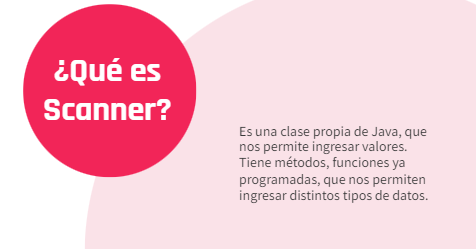 ¿Qué es
Scanner?
Es una clase propia de Java, que
nos permite ingresar valores.
Tiene métodos, funciones ya
programadas, que nos permiten
ingresar distintos tipos de datos.